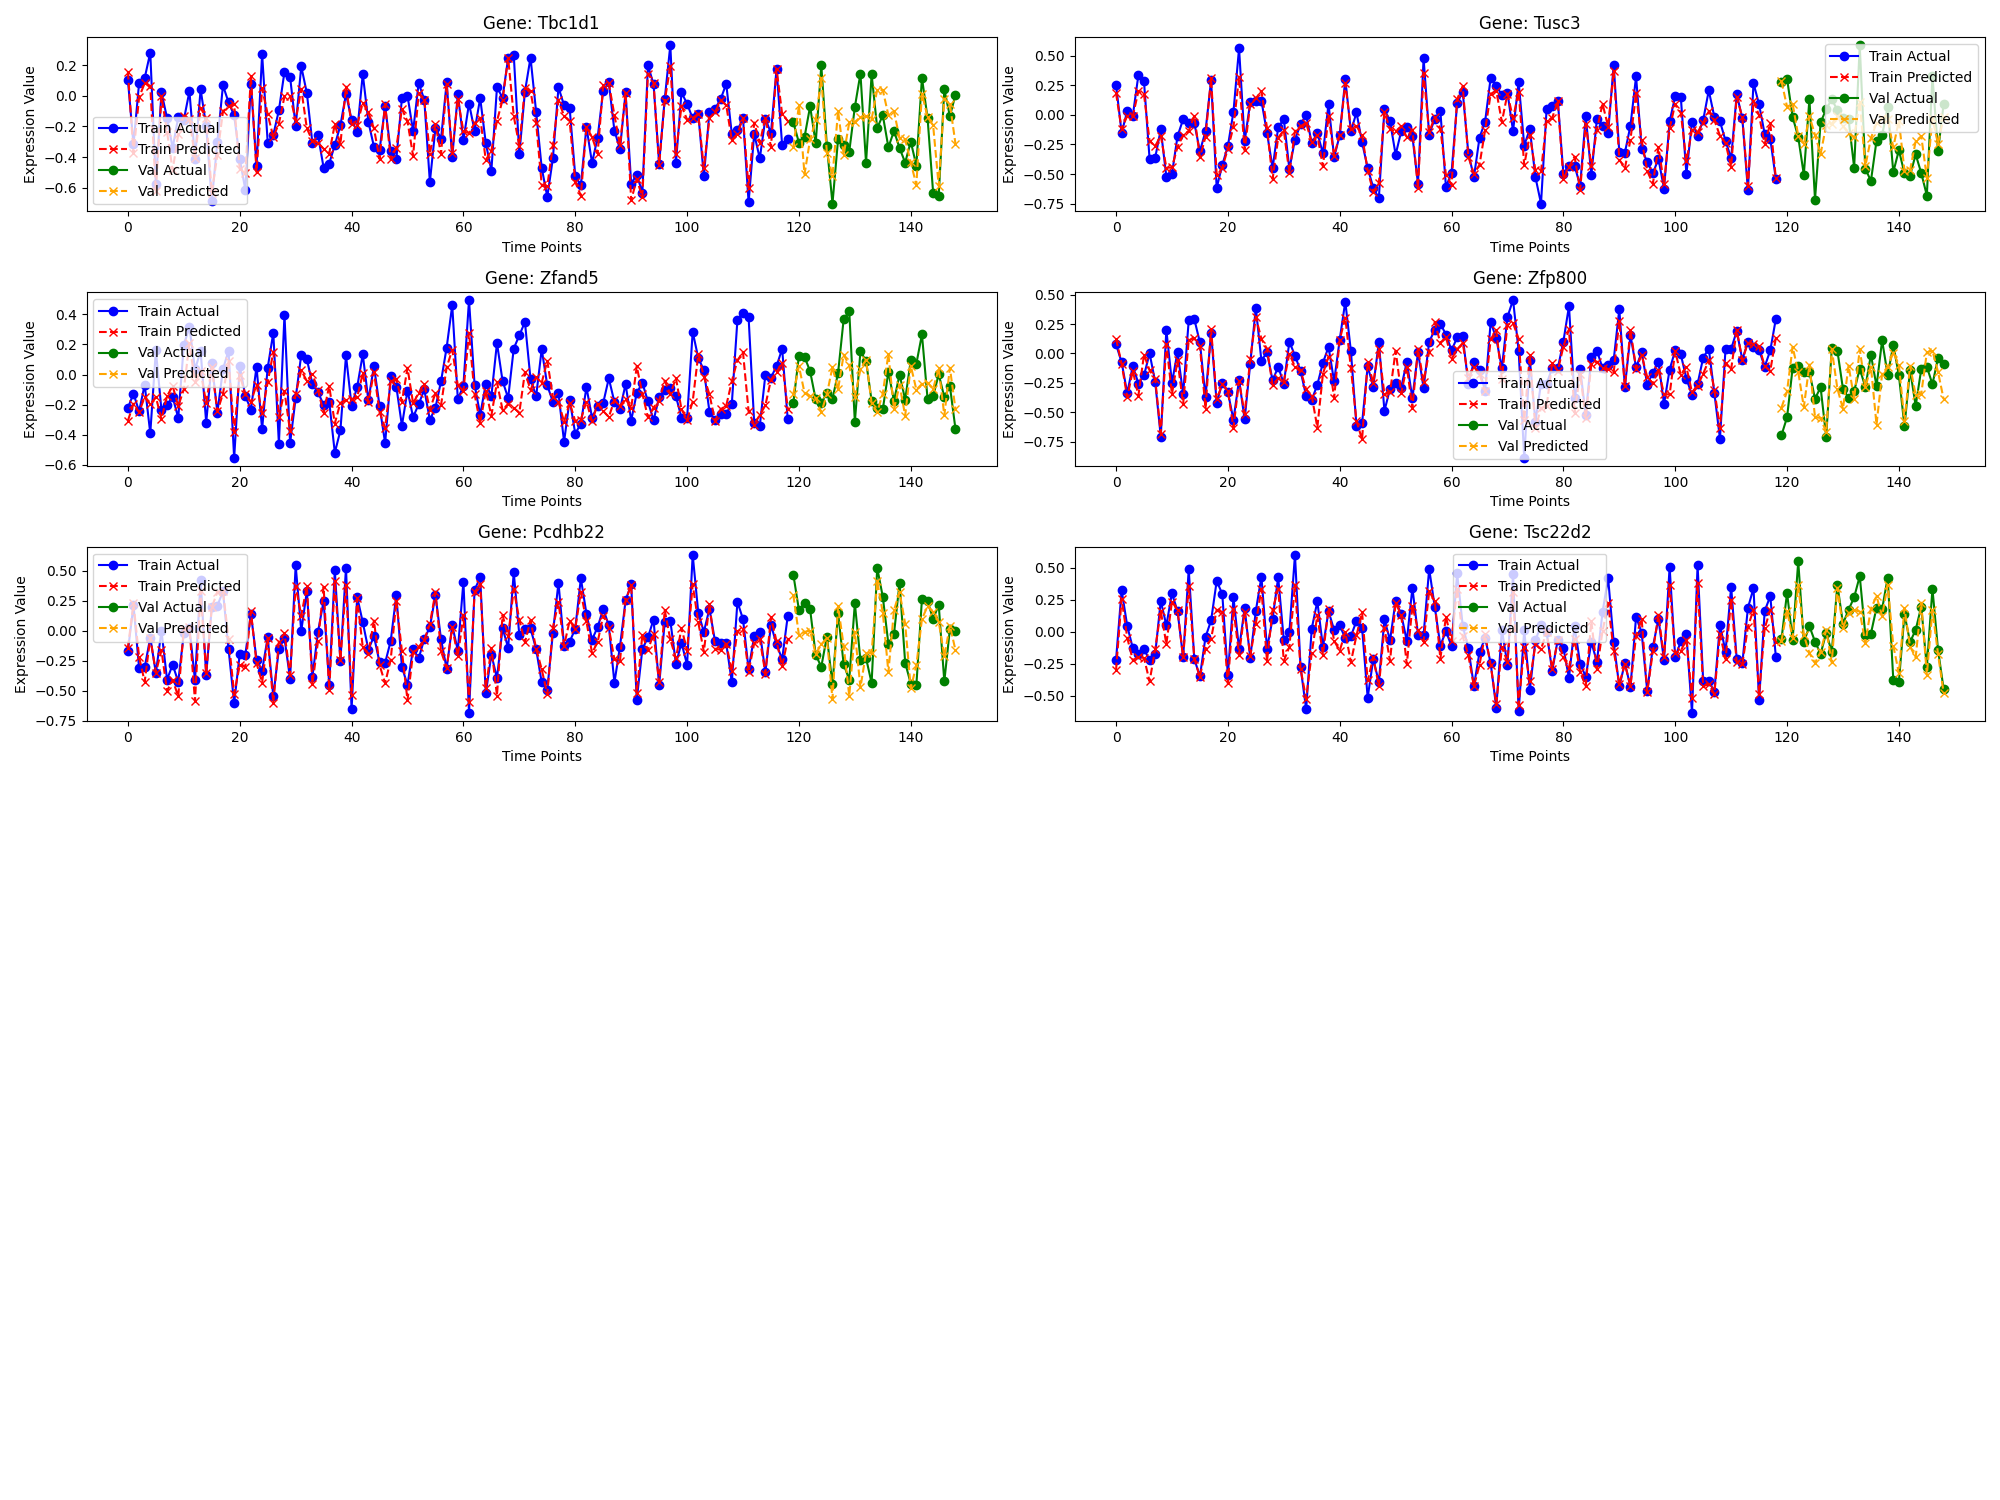 Gene: Tbc1d1
Expression Value
0.2
0.0
−0.2
−0.4
−0.6
Train Actual
Train Predicted
Val Actual
Val Predicted
0 20 40 60 80 100 120 140
Time Points
Gene: Tusc3
Expression Value
0.50
0.25
0.00
−0.25
−0.50
−0.75
Train Actual
Train Predicted
Val Actual
Val Predicted
0 20 40 60 80 100 120 140
Time Points
Gene: Zfand5
Expression Value
0.4
0.2
0.0
−0.2
−0.4
−0.6
Train Actual
Train Predicted
Val Actual
Val Predicted
0 20 40 60 80 100 120 140
Time Points
Gene: Zfp800
Expression Value
0.50
0.25
0.00
−0.25
−0.50
−0.75
Train Actual
Train Predicted
Val Actual
Val Predicted
0 20 40 60 80 100 120 140
Time Points
Gene: Pcdhb22
Expression Value
0.50
0.25
0.00
−0.25
−0.50
−0.75
Train Actual
Train Predicted
Val Actual
Val Predicted
0 20 40 60 80 100 120 140
Time Points
Gene: Tsc22d2
Expression Value
0.50
0.25
0.00
−0.25
−0.50
Train Actual
Train Predicted
Val Actual
Val Predicted
0 20 40 60 80 100 120 140
Time Points